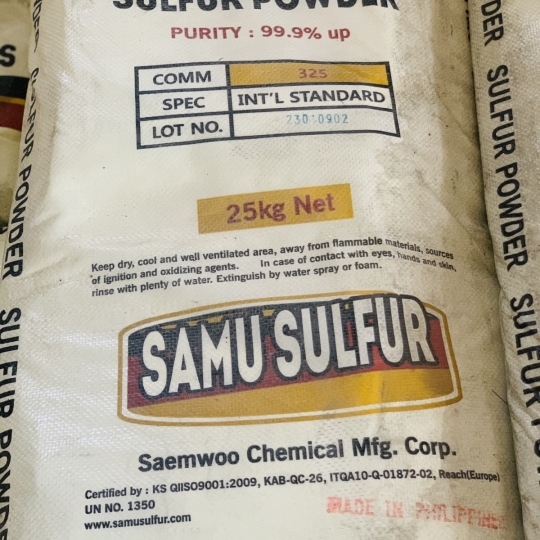 SULFUR POWDER
PURITY : 99.9% up
COMM 325
SPEC INT'L STANDARD
LOT NO.
25kg Net
Keep dry, cool and well ventilated area, away from flammable materials, sources
of ignition and oxidizing agents. In case of contact with eyes, hands and skin,
rinse with plenty of water. Extinguish by water spray or foam.
SAMU SULFUR
Saemwoo Chemical Mfg. Corp.
Certified by : KS QIISO9001:2009, KAB-QC-26, ITQA10-Q-01872-02, Reach(Europe)
UN NO. 1350
www.samusulfur.com
MADE IN PHILIPPINES
SULFUR POWDER
SULFUR POWDER
SULFUR POWDER
SULFUR